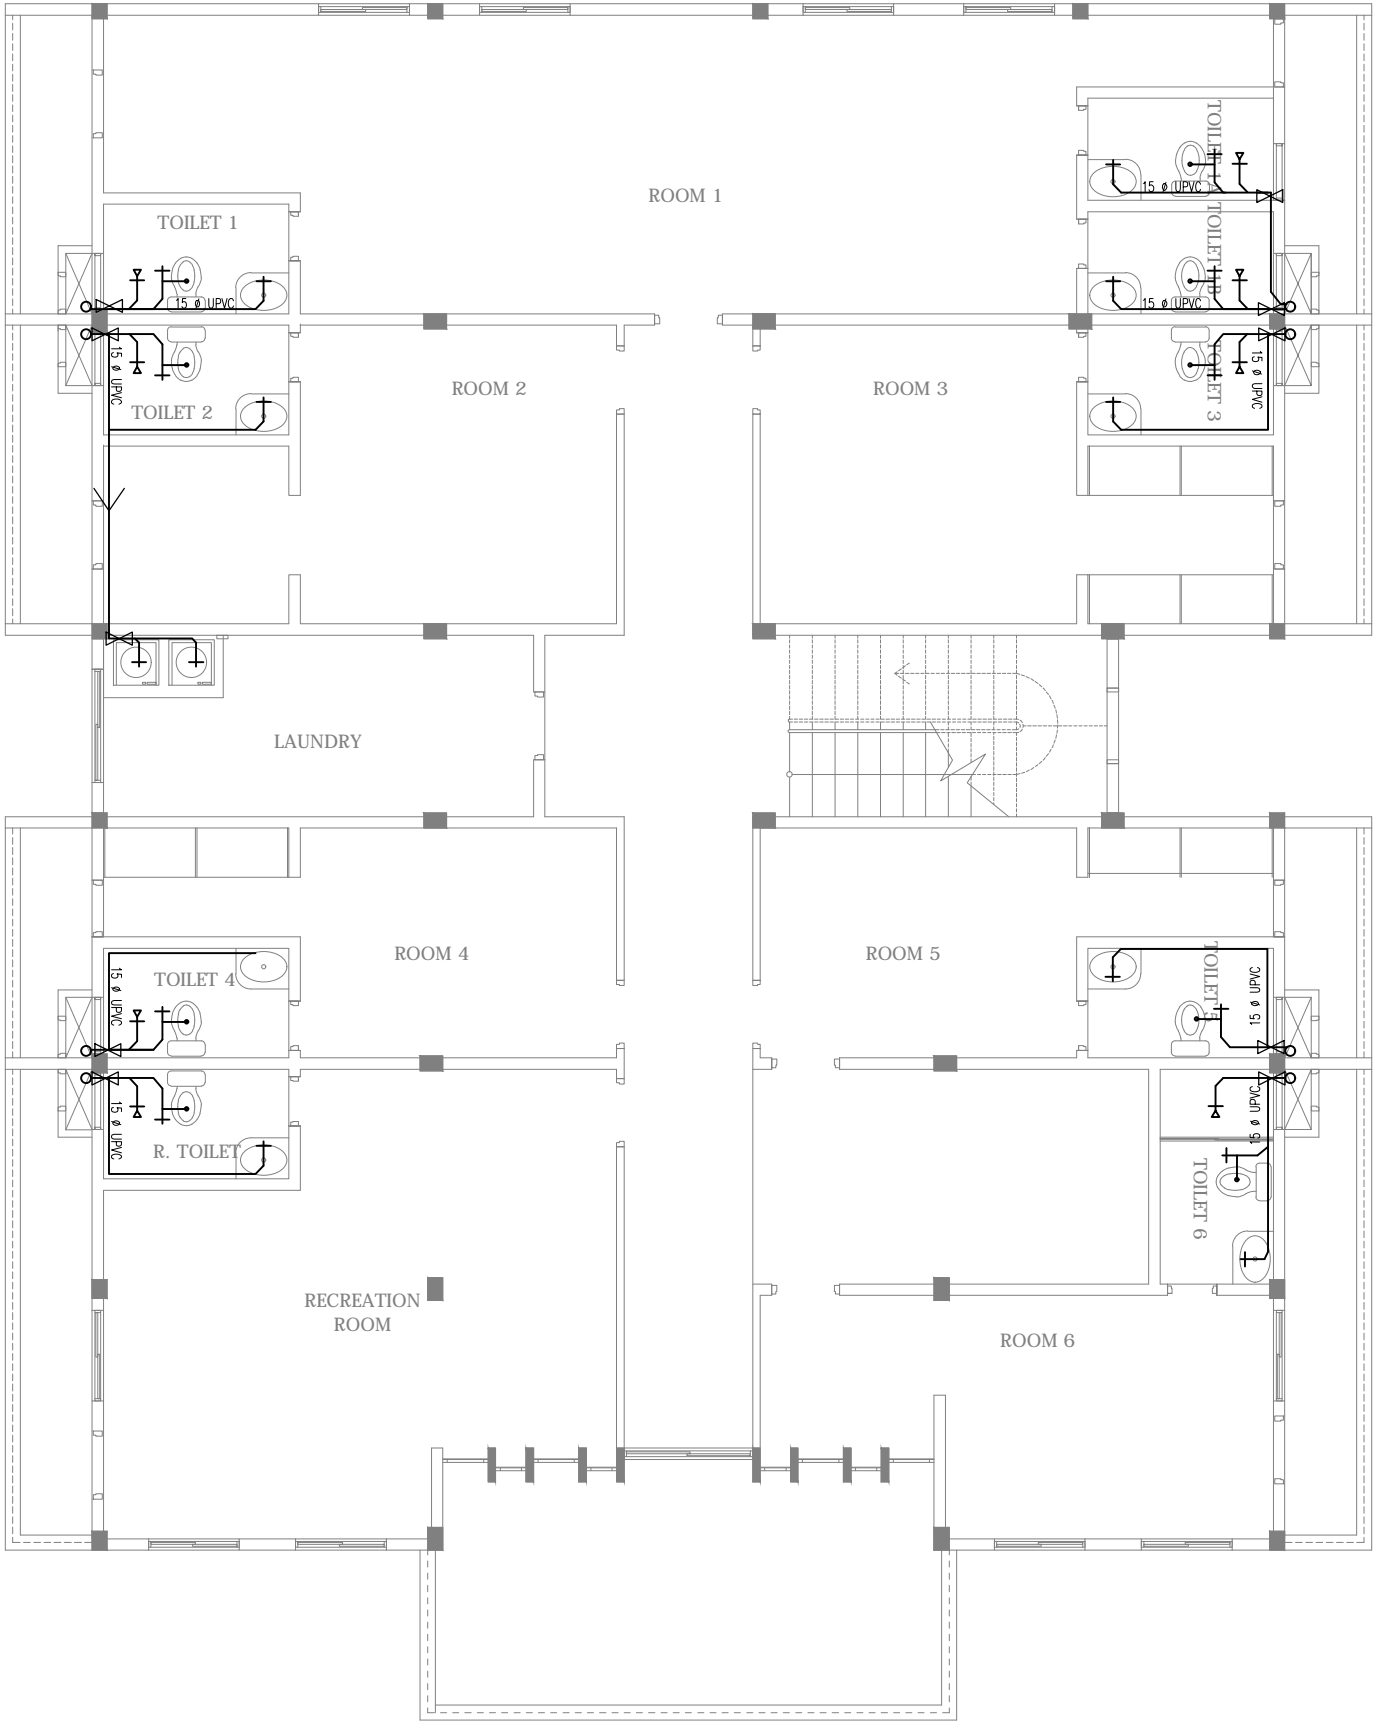 TOILET 1A
ROOM 1
15 ø UPVC
TOILET 1
TOILET 1B
15 ø UPVC
15 ø UPVC
15 ø UPVC
TOILET 3
15 ø UPVC
ROOM 2
ROOM 3
TOILET 2
LAUNDRY
ROOM 4
ROOM 5
TOILET 4
15 ø UPVC
TOILET 5
15 ø UPVC
15 ø UPVC
15 ø UPVC
R. TOILET
TOILET 6
RECREATION
ROOM
ROOM 6